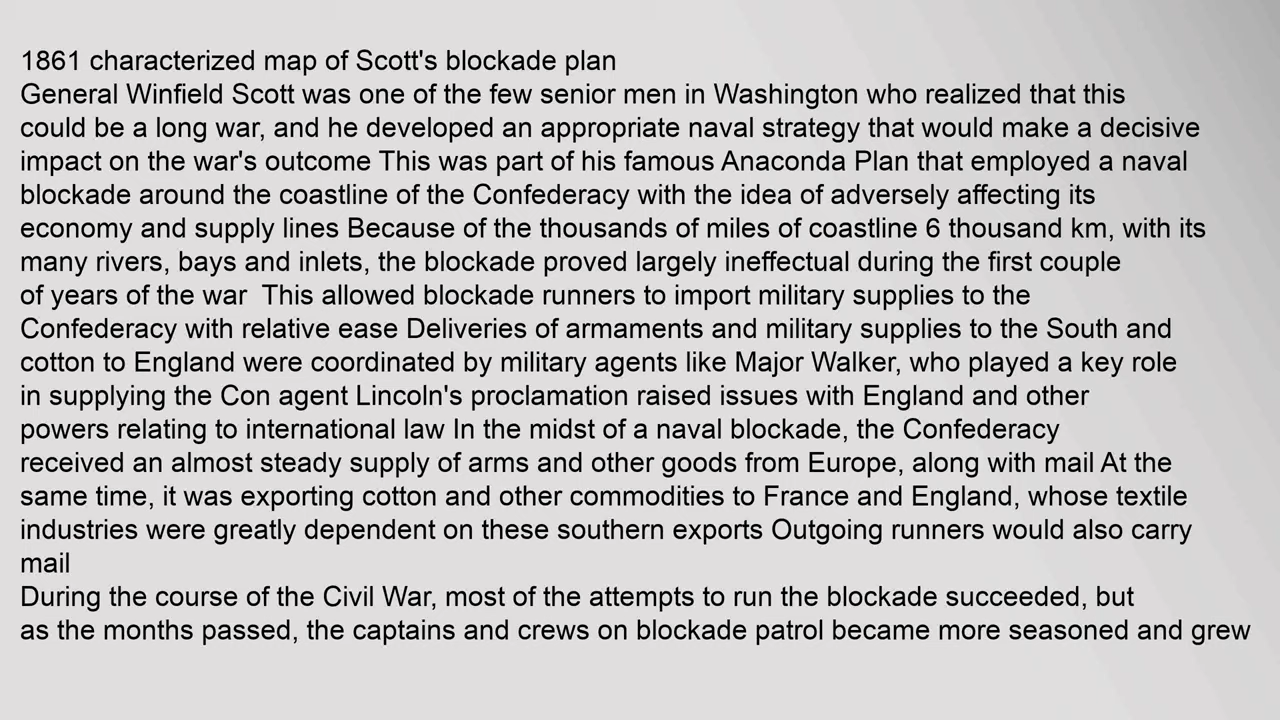 1861 characterized map of Scott's blockade plan
General Winfield Scott was one of the few senior men in Washington who realized that this
could be a long war, and he developed an appropriate naval strategy that would make a decisive
impact on the war's outcome This was part of his famous Anaconda Plan that employed a naval
blockade around the coastline of the Confederacy with the idea of adversely affecting its
economy and supply lines Because of the thousands of miles of coastline 6 thousand km, with its
many rivers, bays and inlets, the blockade proved largely ineffectual during the first couple
of years of the war  This allowed blockade runners to import military supplies to the
Confederacy with relative ease Deliveries of armaments and military supplies to the South and
cotton to England were coordinated by military agents like Major Walker, who played a key role
in supplying the Con agent Lincoln's proclamation raised issues with England and other
powers relating to international law In the midst of a naval blockade, the Confederacy
received an almost steady supply of arms and other goods from Europe, along with mail At the
same time, it was exporting cotton and other commodities to France and England, whose textile
industries were greatly dependent on these southern exports Outgoing runners would also carry
mail
During the course of the Civil War, most of the attempts to run the blockade succeeded, but
as the months passed, the captains and crews on blockade patrol became more seasoned and grew